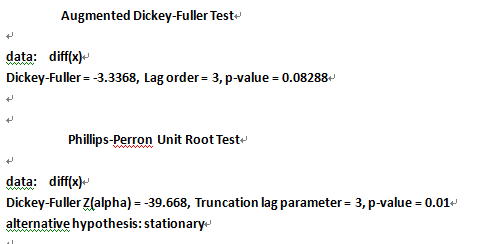 Augmented Dickey-Fuller Test
data: diff(x)
Dickey-Fuller = -3.3368, Lag order = 3, p-value = 0.08288
Phillips-Perron Unit Root Test
data: diff(x)
Dickey-Fuller Z(alpha) = -39.668, Truncation lag parameter = 3, p-value = 0.01
alternative hypothesis: stationary